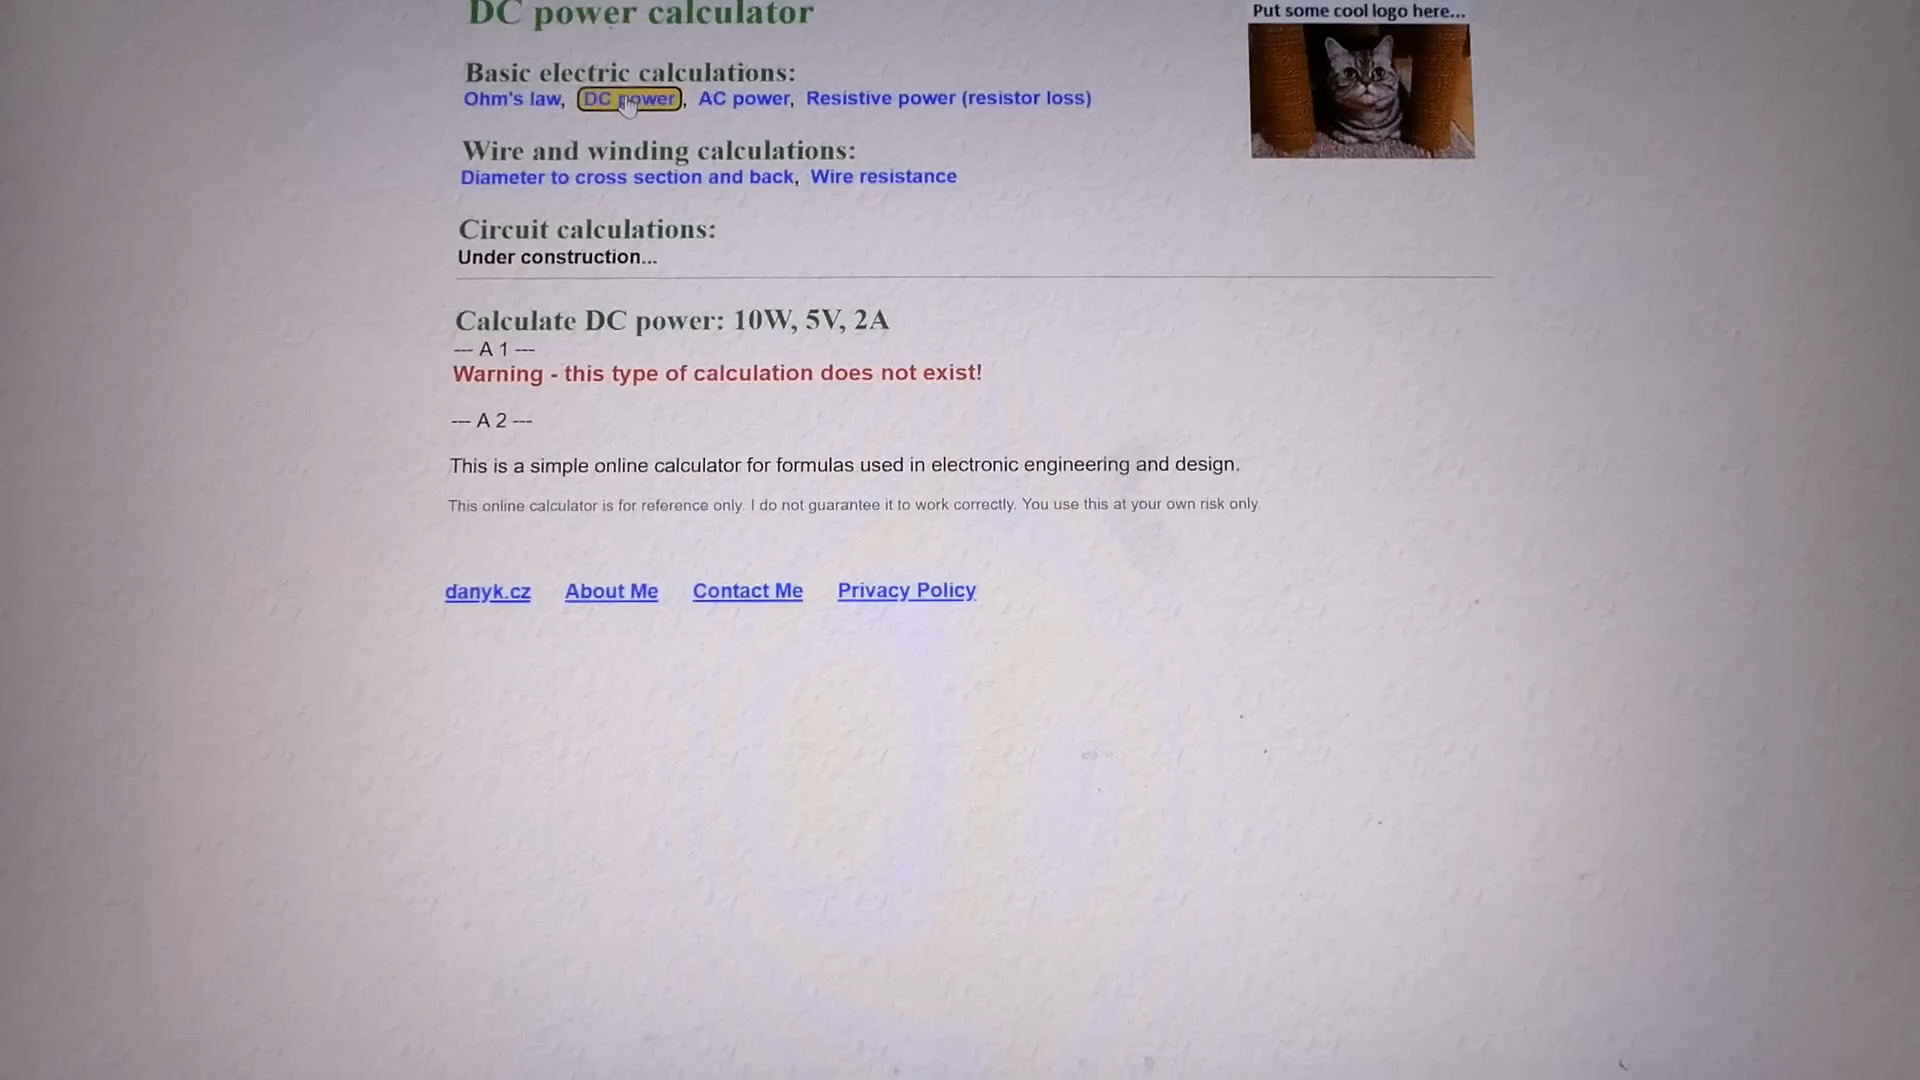 DC power calculator
Put some cool logo here...
Basic electric calculations:
Ohm's law, DC power, AC power, Resistive power (resistor loss)
Wire and winding calculations:
Diameter to cross section and back, Wire resistance
Circuit calculations:
Under construction...
Calculate DC power: 10W, 5V, 2A
--- A 1 ---
Warning - this type of calculation does not exist!
--- A 2 ---
This is a simple online calculator for formulas used in electronic engineering and design.
This online calculator is for reference only. I do not guarantee it to work correctly. You use this at your own risk only.
danyk.cz About Me Contact Me Privacy Policy